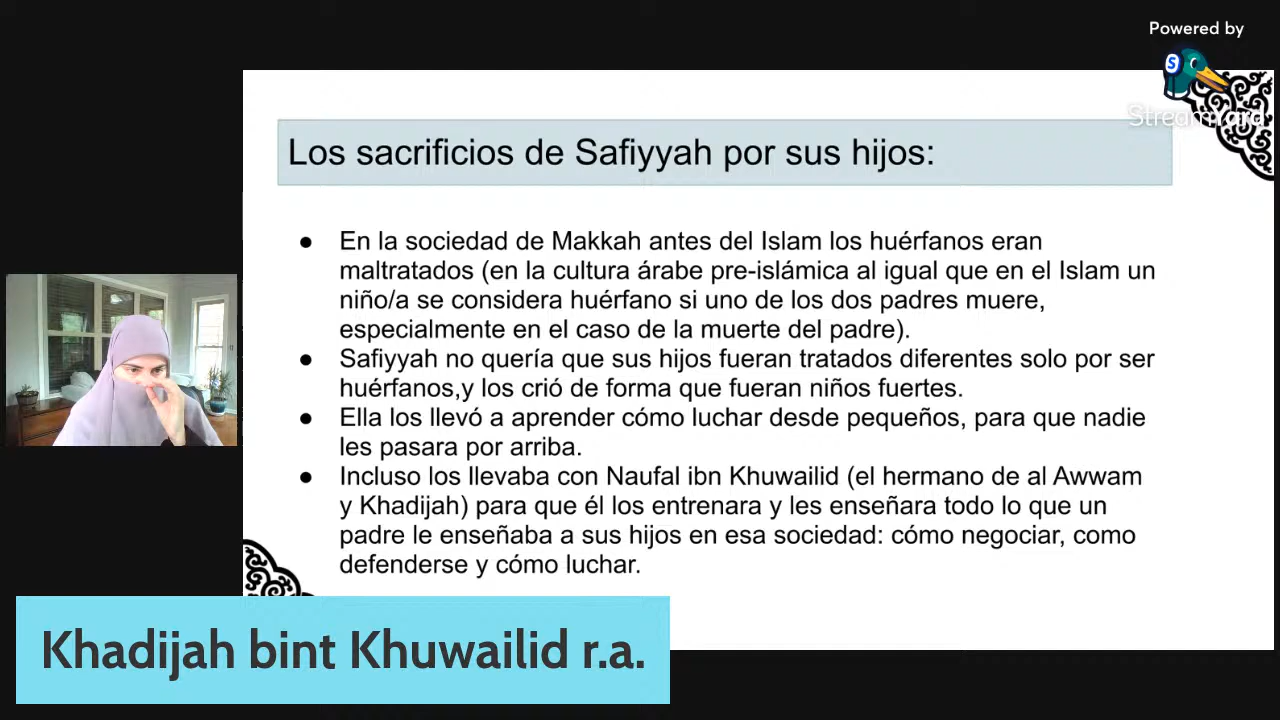 Powered by
StreamYard
Los sacrificios de Safiyyah por sus hijos:
● En la sociedad de Makkah antes del Islam los huérfanos eran
maltratados (en la cultura árabe pre-islámica al igual que en el Islam un
niño/a se considera huérfano si uno de los dos padres muere,
especialmente en el caso de la muerte del padre).
● Safiyyah no quería que sus hijos fueran tratados diferentes solo por ser
huérfanos,y los crió de forma que fueran niños fuertes.
● Ella los llevó a aprender cómo luchar desde pequeños, para que nadie
les pasara por arriba.
● Incluso los llevaba con Naufal ibn Khuwailid (el hermano de al Awwam
y Khadijah) para que él los entrenara y les enseñara todo lo que un
padre le enseñaba a sus hijos en esa sociedad: cómo negociar, como
defenderse y cómo luchar.
Khadijah bint Khuwailid r.a.